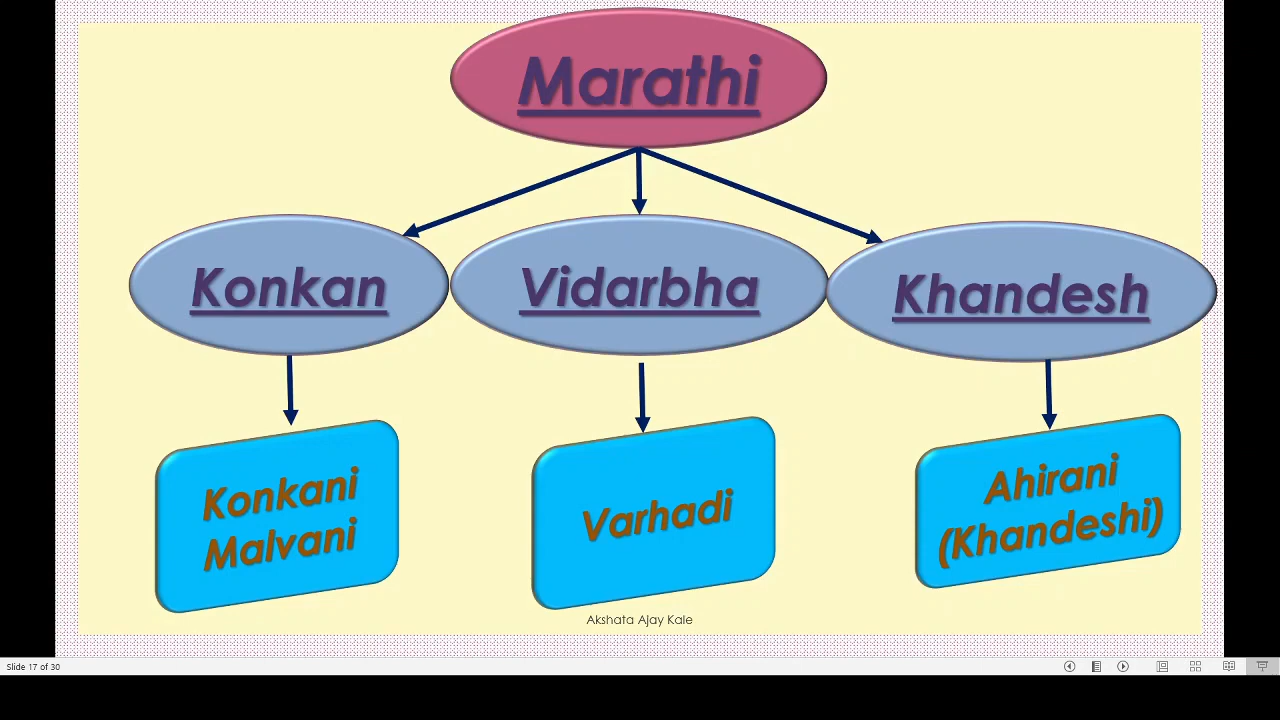 Marathi
Konkan
Vidarbha
Khandesh
Konkani
Malvani
Varhadi
Ahirani
(Khandeshi)
Akshata Ajay Kale
Slide 17 of 30